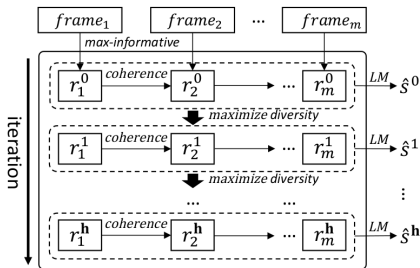 frame₁ frame₂ ... frameₘ
max-informative
r₁⁰ coherence r₂⁰ ... rₘ⁰ LM ŝ⁰
maximize diversity
r₁¹ coherence r₂¹ ... rₘ¹ LM ŝ¹
maximize diversity
... ... ⋮
r₁ʰ coherence r₂ʰ ... rₘʰ LM ŝʰ
iteration